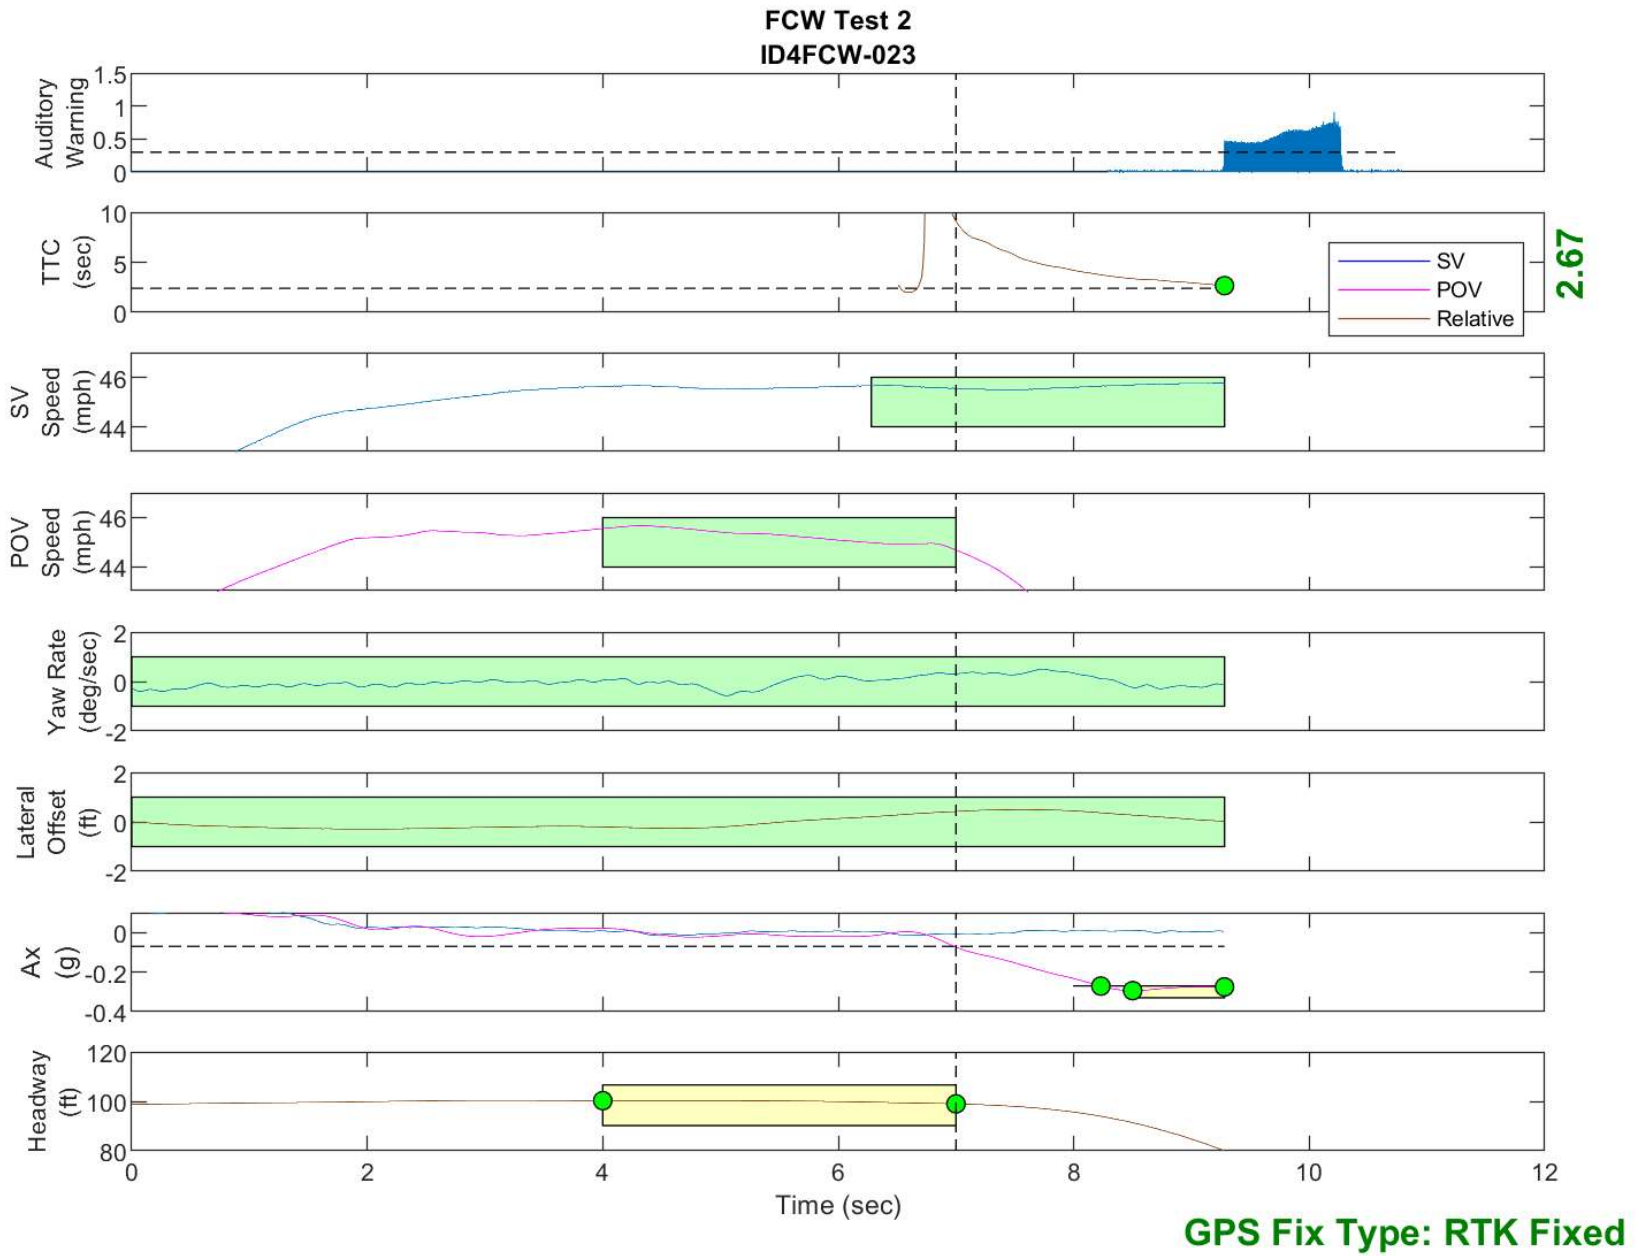 FCW Test 2
ID4FCW-023
Auditory
Warning
1.5
1
0.5
0
TTC
(sec)
10
5
0
2.67
SV
POV
Relative
SV
Speed
(mph)
46
44
POV
Speed
(mph)
46
44
Yaw Rate
(deg/sec)
2
0
-2
Lateral
Offset
(ft)
2
0
-2
Ax
(g)
0
-0.2
-0.4
Headway
(ft)
120
100
80
0 2 4 6 8 10 12
Time (sec)
GPS Fix Type: RTK Fixed